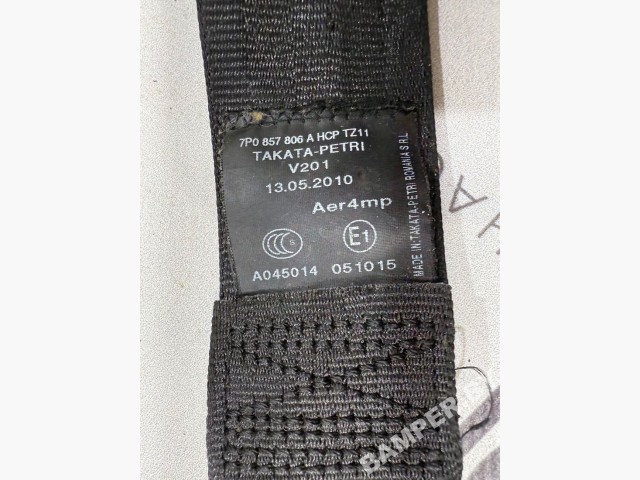 7P0 857 806 A HCP TZ11
TAKATA-PETRI
V201
13.05.2010
Aer4mp
S
E1
A045014 051015
MADE IN:TAKATA-PETRI ROMANIA S.R.L
BAMPER